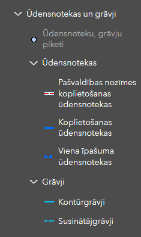 Ūdensnotekas un grāvji
Ūdensnoteku, grāvju
piketi
Ūdensnotekas
Pašvaldības nozīmes
koplietošanas
ūdensnotekas
Koplietošanas
ūdensnotekas
Viena īpašuma
ūdensnotekas
Grāvji
Kontūrgrāvji
Susinātājgrāvji